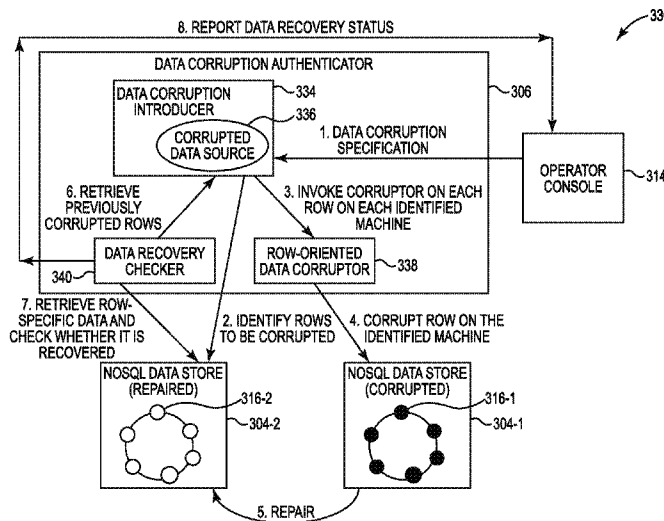 8. REPORT DATA RECOVERY STATUS
33
DATA CORRUPTION AUTHENTICATOR
DATA CORRUPTION
INTRODUCER
334
336
306
CORRUPTED
DATA SOURCE
1. DATA CORRUPTION
SPECIFICATION
OPERATOR
CONSOLE
314
6. RETRIEVE
PREVIOUSLY
CORRUPTED ROWS
3. INVOKE CORRUPTOR ON EACH
ROW ON EACH IDENTIFIED
MACHINE
DATA RECOVERY
CHECKER
340
ROW-ORIENTED
DATA CORRUPTOR
338
7. RETRIEVE ROW-
SPECIFIC DATA AND
CHECK WHETHER IT IS
RECOVERED
2. IDENTIFY ROWS
TO BE CORRUPTED
4. CORRUPT ROW ON THE
IDENTIFIED MACHINE
NOSQL DATA STORE
(REPAIRED)
316-2
304-2
NOSQL DATA STORE
(CORRUPTED)
316-1
304-1
5. REPAIR